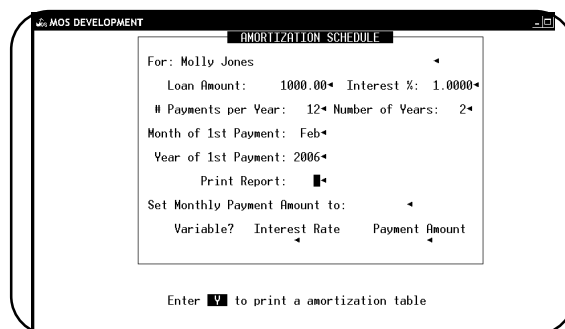 MOS DEVELOPMENT
AMORTIZATION SCHEDULE
For: Molly Jones
Loan Amount: 1000.00 Interest %: 1.0000
# Payments per Year: 12 Number of Years: 2
Month of 1st Payment: Feb
Year of 1st Payment: 2006
Print Report:
Set Monthly Payment Amount to:
Variable? Interest Rate Payment Amount
Enter Y to print a amortization table